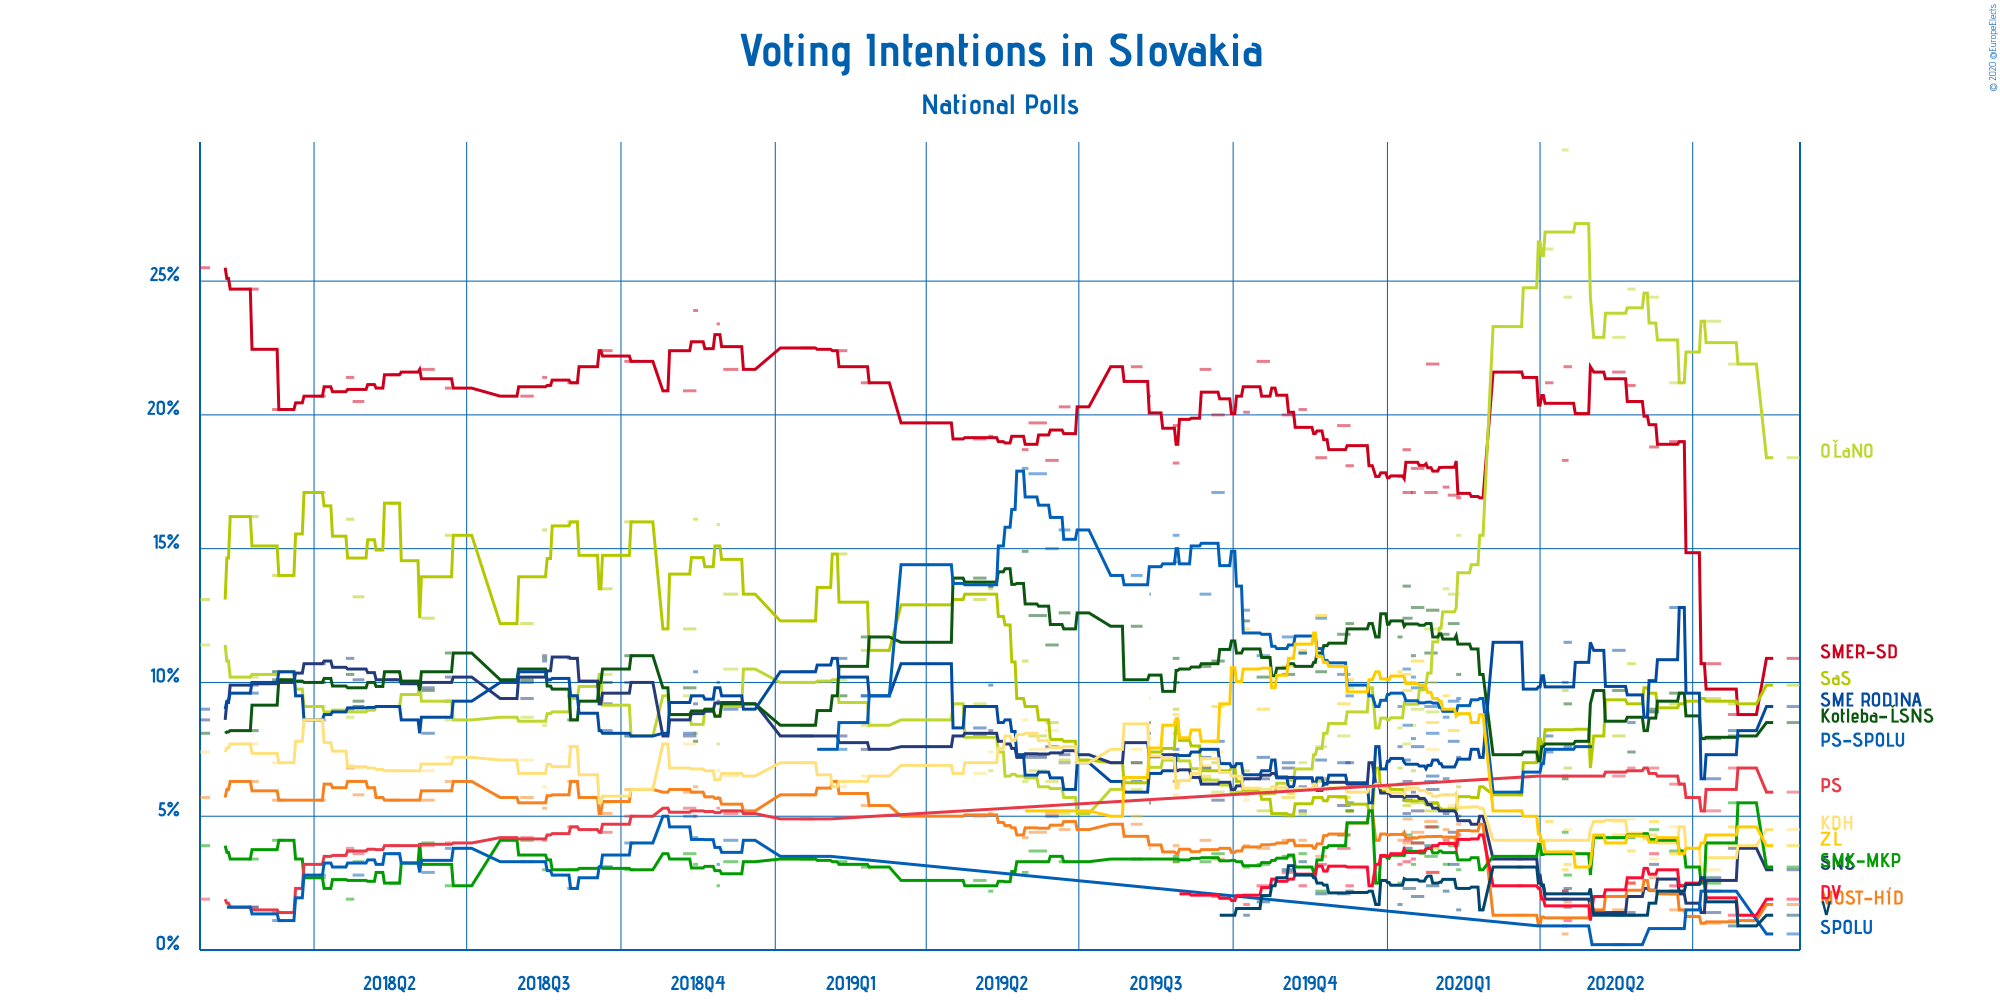 © 2020 @EuropeElects
Voting Intentions in Slovakia
National Polls
25%
20%
15%
10%
5%
0%
OĽaNO
SMER-SD
SaS
SME RODINA
Kotleba-ĽSNS
PS-SPOLU
PS
KDH
ZĽ
SMK-MKP
SNS
DV
MOST-HÍD
V
SPOLU
2018Q2
2018Q3
2018Q4
2019Q1
2019Q2
2019Q3
2019Q4
2020Q1
2020Q2